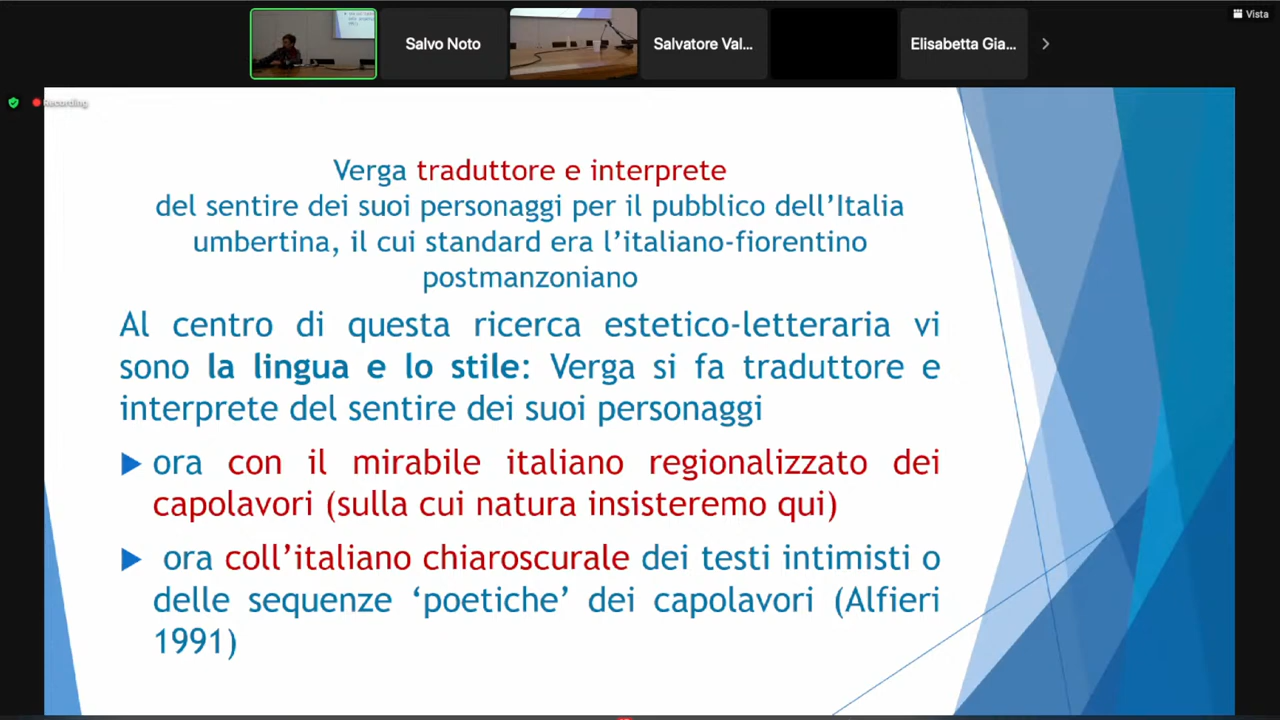 Vista
Salvo Noto
Salvatore Val...
Elisabetta Gia...
Recording
Verga traduttore e interprete
del sentire dei suoi personaggi per il pubblico dell’Italia
umbertina, il cui standard era l’italiano-fiorentino
postmanzoniano
Al centro di questa ricerca estetico-letteraria vi
sono la lingua e lo stile: Verga si fa traduttore e
interprete del sentire dei suoi personaggi
ora con il mirabile italiano regionalizzato dei
capolavori (sulla cui natura insisteremo qui)
ora coll’italiano chiaroscurale dei testi intimisti o
delle sequenze ‘poetiche’ dei capolavori (Alfieri
1991)